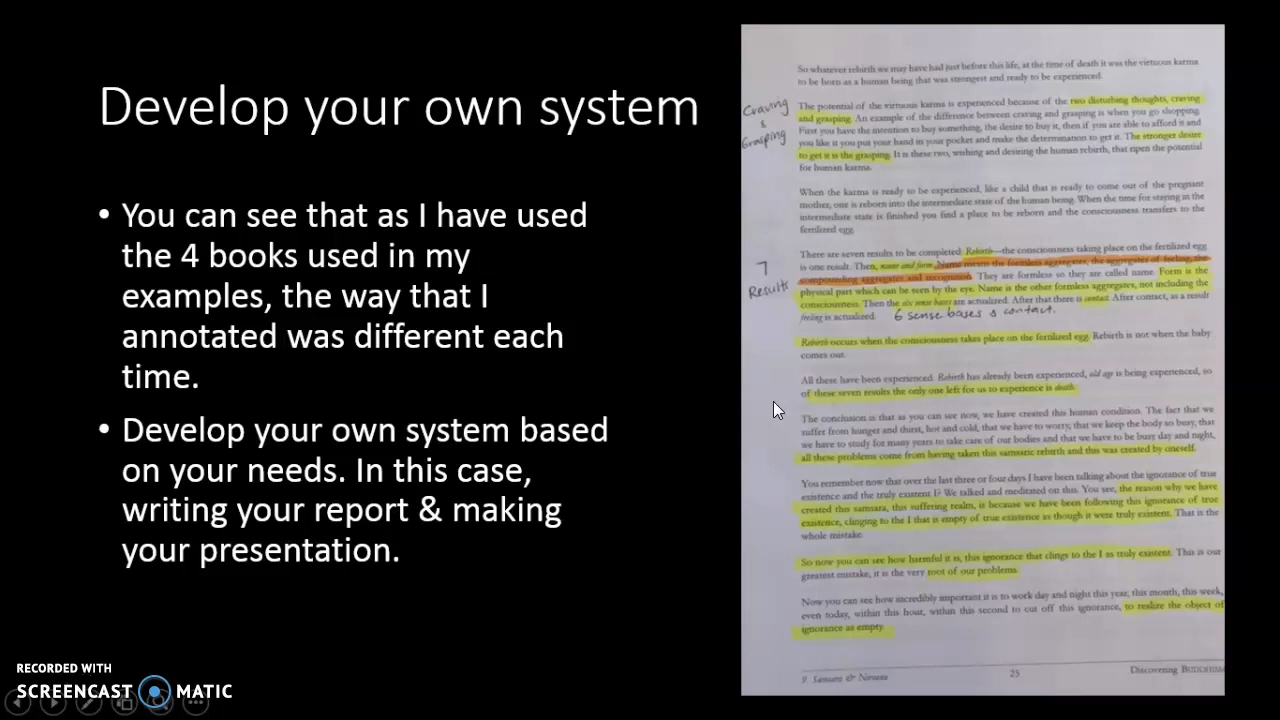 Develop your own system
• You can see that as I have used
the 4 books used in my
examples, the way that I
annotated was different each
time.
• Develop your own system based
on your needs. In this case,
writing your report & making
your presentation.
So whatever rebirth we may have had just before this life, at the time of death it was the virtuous karma
to be born as a human being that was strongest and ready to be experienced.
Craving
&
Grasping
The potential of the virtuous karma is experienced because of the two disturbing thoughts, craving
and grasping. An example of the difference between craving and grasping is when you go shopping.
First you have the intention to buy something, the desire to buy it, then if you are able to afford it and
you like it you put your hand in your pocket and make the determination to get it. The stronger desire
to get it is the grasping. It is these two, wishing and desiring the human rebirth, that ripen the potential
for human karma.
When the karma is ready to be experienced, like a child that is ready to come out of the pregnant
mother, one is reborn into the intermediate state of the human being. When the time for staying in the
intermediate state is finished you find a place to be reborn and the consciousness transfers to the
fertilized egg.
7
Results
There are seven results to be completed. Rebirth—the consciousness taking place on the fertilized egg
is one result. Then, name and form. Name means the formless aggregates, the aggregates of feeling, the
compounding aggregates and recognition. They are formless so they are called name. Form is the
physical part which can be seen by the eye. Name is the other formless aggregates, not including the
consciousness. Then the six sense bases are actualized. After that there is contact. After contact, as a result
feeling is actualized. 6 sense bases & contact.
Rebirth occurs when the consciousness takes place on the fertilized egg. Rebirth is not when the baby
comes out.
All these have been experienced. Rebirth has already been experienced, old age is being experienced, so
of these seven results the only one left for us to experience is death.
The conclusion is that as you can see now, we have created this human condition. The fact that we
suffer from hunger and thirst, hot and cold, that we have to worry, that we keep the body so busy, that
we have to study for many years to take care of our bodies and that we have to be busy day and night,
all these problems come from having taken this samsaric rebirth and this was created by oneself.
You remember now that over the last three or four days I have been talking about the ignorance of true
existence and the truly existent I? We talked and meditated on this. You see, the reason why we have
created this samsara, this suffering realm, is because we have been following this ignorance of true
existence, clinging to the I that is empty of true existence as though it were truly existent. That is the
whole mistake.
So now you can see how harmful it is, this ignorance that clings to the I as truly existent. This is our
greatest mistake, it is the very root of our problems.
Now you can see how incredibly important it is to work day and night this year, this month, this week,
even today, within this hour, within this second to cut off this ignorance, to realize the object of
ignorance as empty.
9. Samsara & Nirvana 25 Discovering BUDDHISM
RECORDED WITH
SCREENCAST MATIC